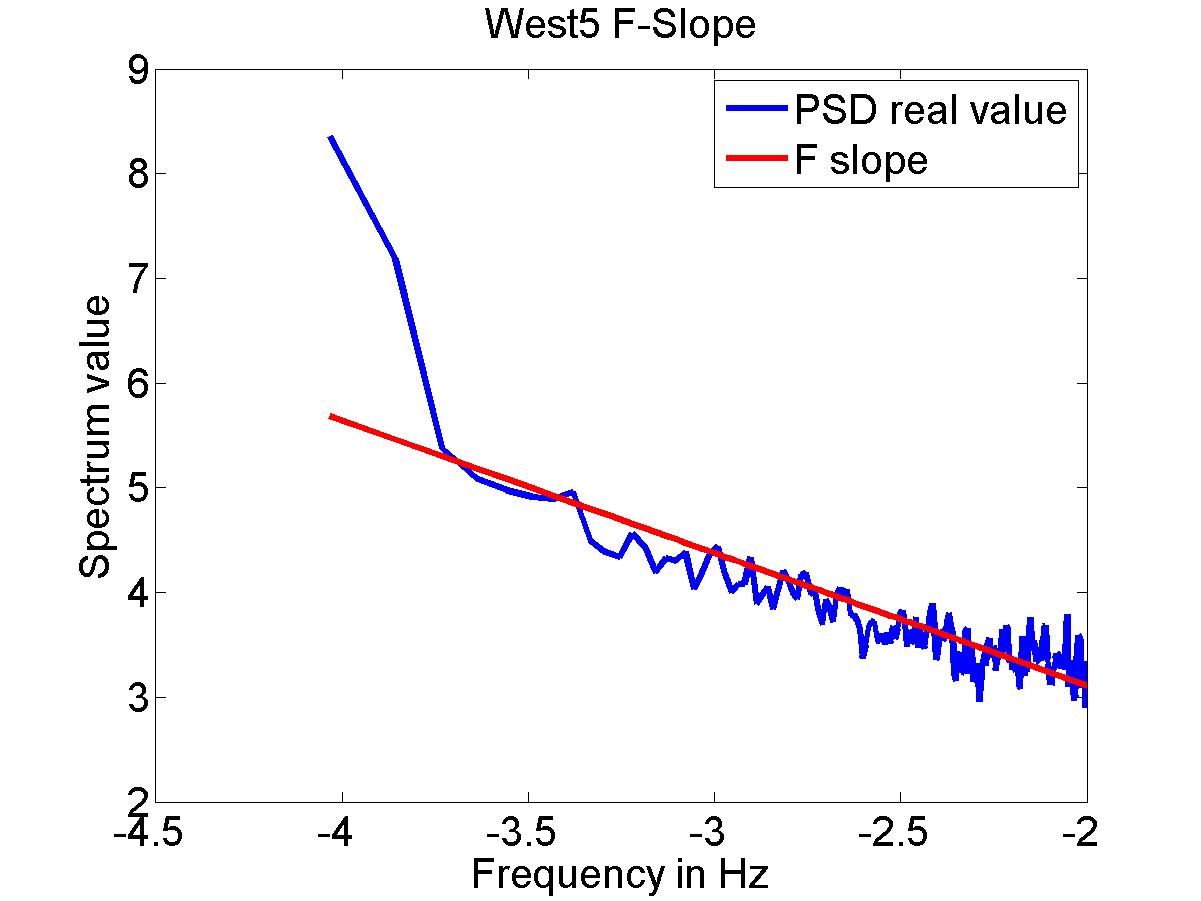 West5 F-Slope
PSD real value
F slope
Spectrum value
9
8
7
6
5
4
3
2
-4.5
-4
-3.5
-3
-2.5
-2
Frequency in Hz